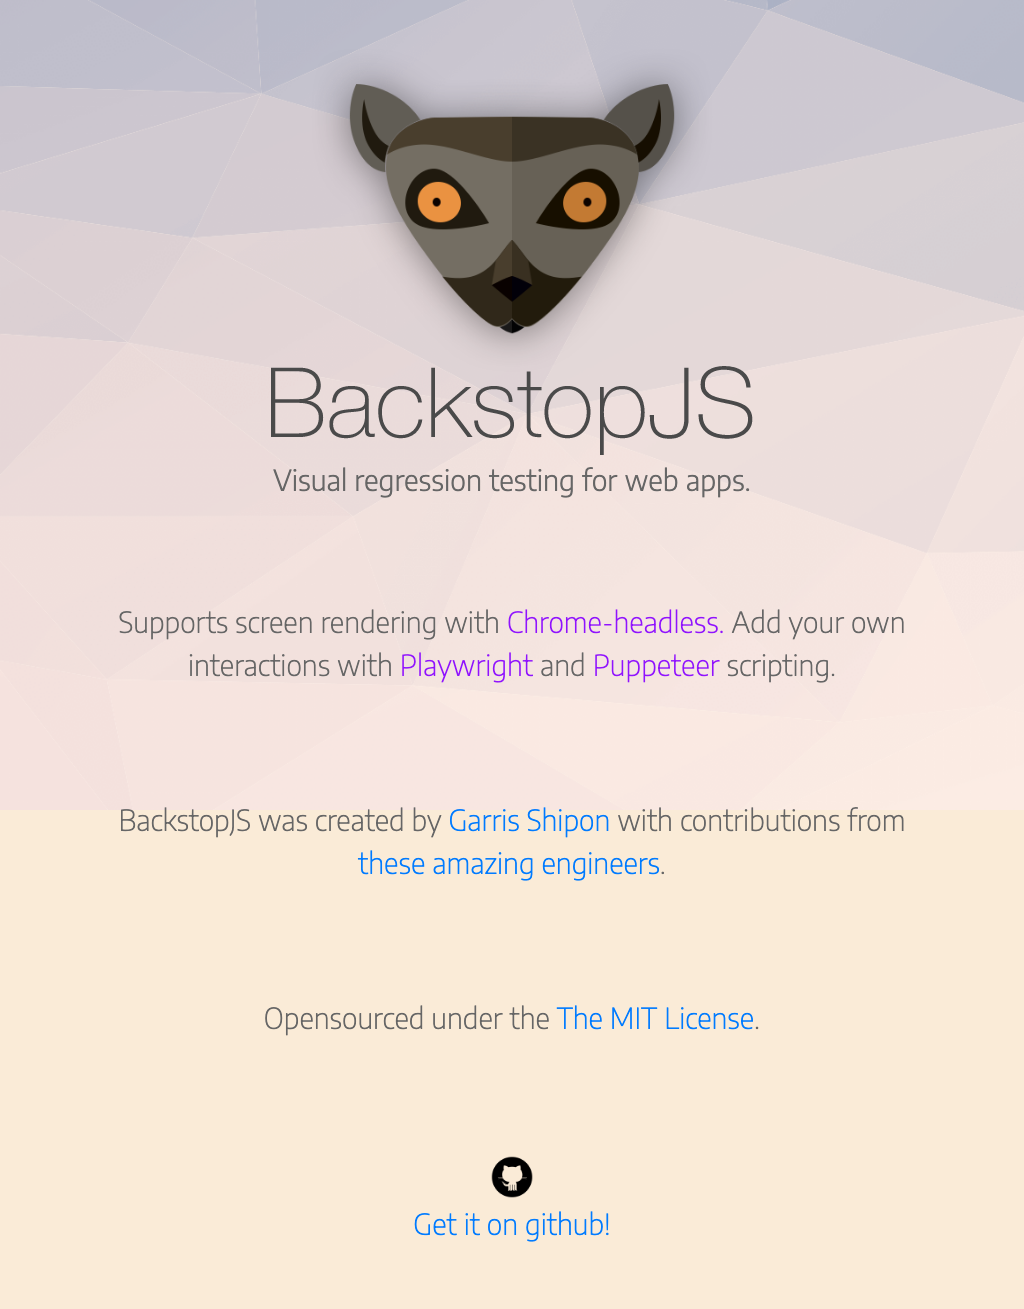 BackstopJS
Visual regression testing for web apps.
Supports screen rendering with Chrome-headless. Add your own
interactions with Playwright and Puppeteer scripting.
BackstopJS was created by Garris Shipon with contributions from
these amazing engineers.
Opensourced under the The MIT License.
Get it on github!